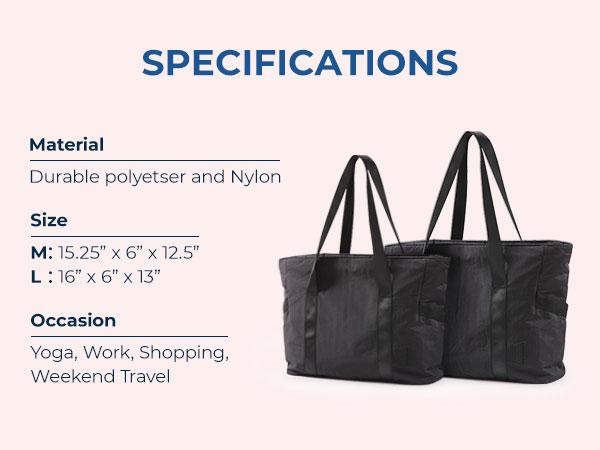 SPECIFICATIONS
Material
Durable polyetser and Nylon
Size
M: 15.25” x 6” x 12.5”
L : 16” x 6” x 13”
Occasion
Yoga, Work, Shopping,
Weekend Travel